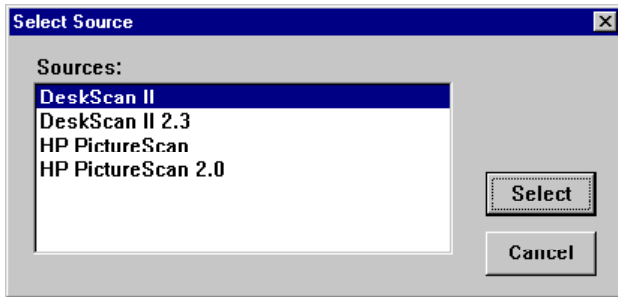 Select Source
Sources:
DeskScan II
DeskScan II 2.3
HP PictureScan
HP PictureScan 2.0
Select
Cancel